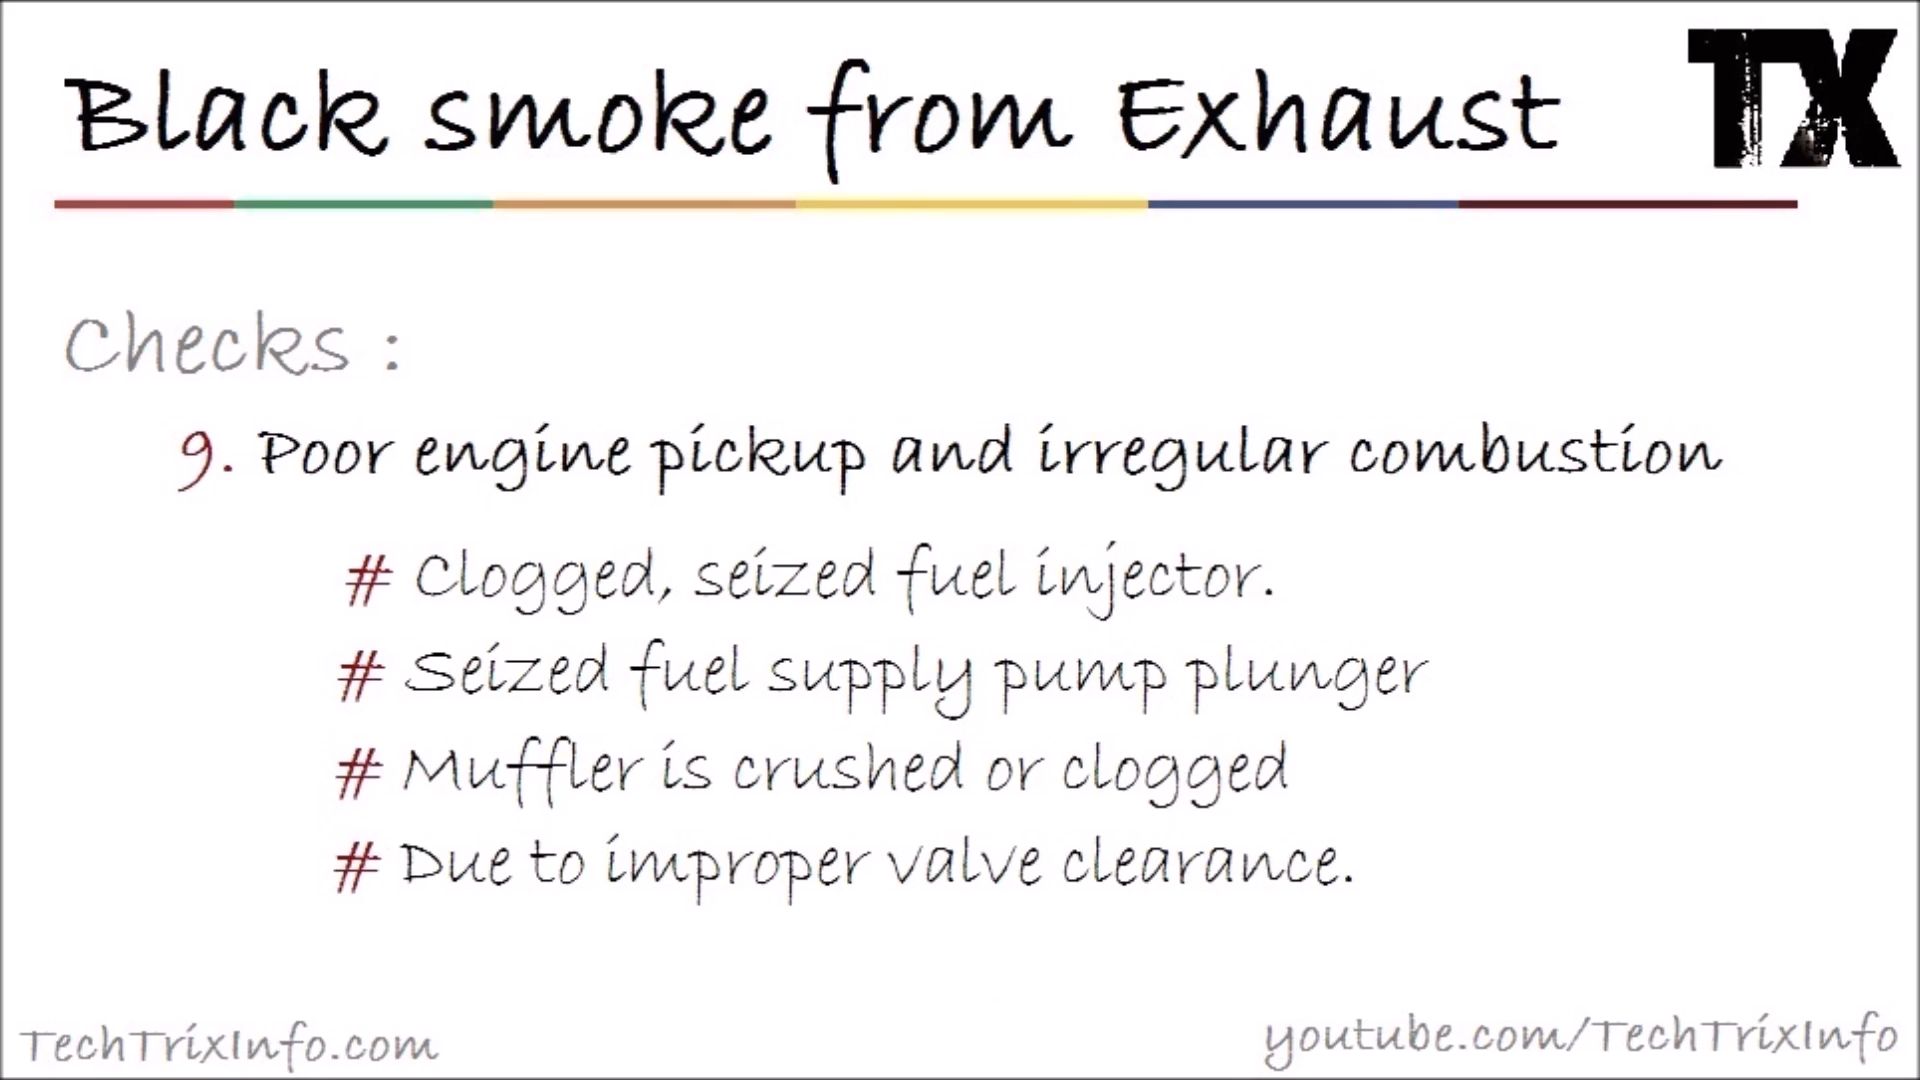 Black smoke from Exhaust
TX
Checks :
9. Poor engine pickup and irregular combustion
# Clogged, seized fuel injector.
# Seized fuel supply pump plunger
# Muffler is crushed or clogged
# Due to improper valve clearance.
TechTrixInfo.com
youtube.com/TechTrixInfo